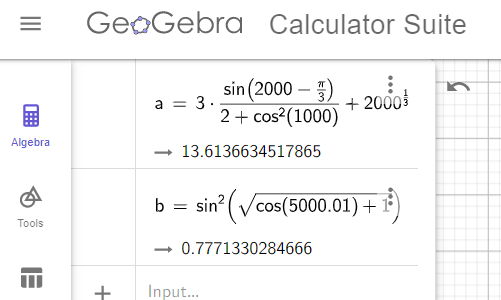 GeoGebra Calculator Suite
a = 3 · sin(2000 − π/3) / (2 + cos²(1000)) + 2000^(1/3)
→ 13.6136634517865
Algebra
b = sin²(√(cos(5000.01) + 1))
Tools
→ 0.7771330284666
+ Input...